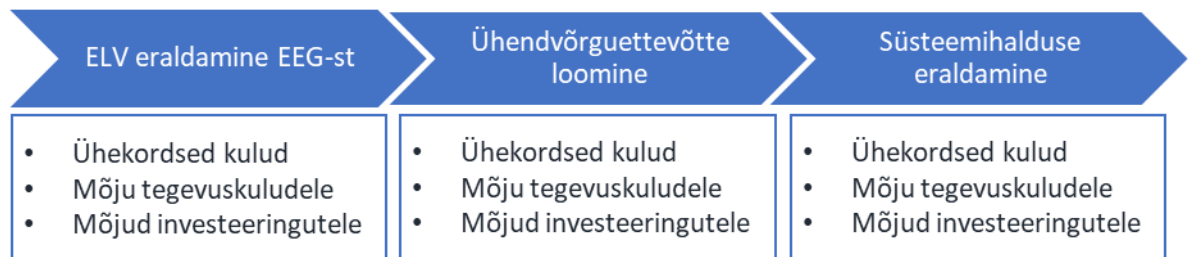 ELV eraldamine EEG-st
Ühendvõrguettevõtte
loomine
Süsteemihalduse
eraldamine
• Ühekordsed kulud
• Mõju tegevuskuludele
• Mõjud investeeringutele
• Ühekordsed kulud
• Mõju tegevuskuludele
• Mõjud investeeringutele
• Ühekordsed kulud
• Mõju tegevuskuludele
• Mõjud investeeringutele